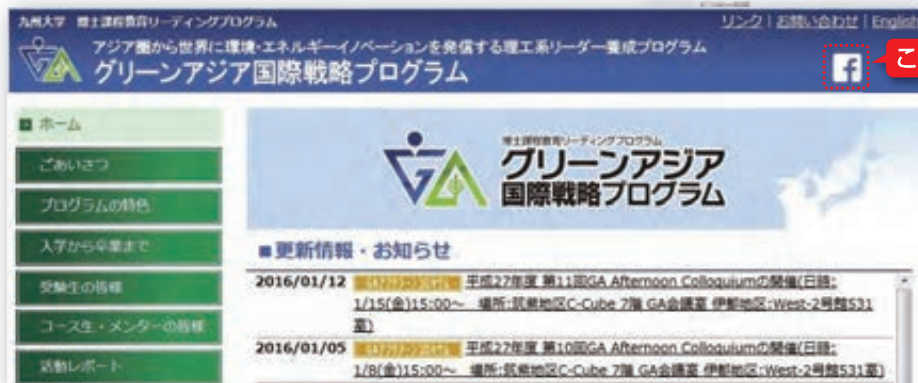 九州大学 博士課程教育リーディングプログラム
リンク | お問い合わせ | English
アジア圏から世界に環境・エネルギーイノベーションを発信する理工系リーダー養成プログラム
グリーンアジア国際戦略プログラム
こ
ホーム
ごあいさつ
プログラムの特色
入学から卒業まで
受験生の皆様
コース生・メンターの皆様
活動レポート
博士課程教育リーディングプログラム
グリーンアジア
国際戦略プログラム
■更新情報・お知らせ
2016/01/12 平成27年度 第11回GA Afternoon Colloquiumの開催(日時:
1/15(金)15:00～ 場所:筑紫地区C-Cube 7階 GA会議室 伊都地区:West-2号館531
室)
2016/01/05 平成27年度 第10回GA Afternoon Colloquiumの開催(日時:
1/8(金)15:00～ 場所:筑紫地区C-Cube 7階 GA会議室 伊都地区:West-2号館531室)